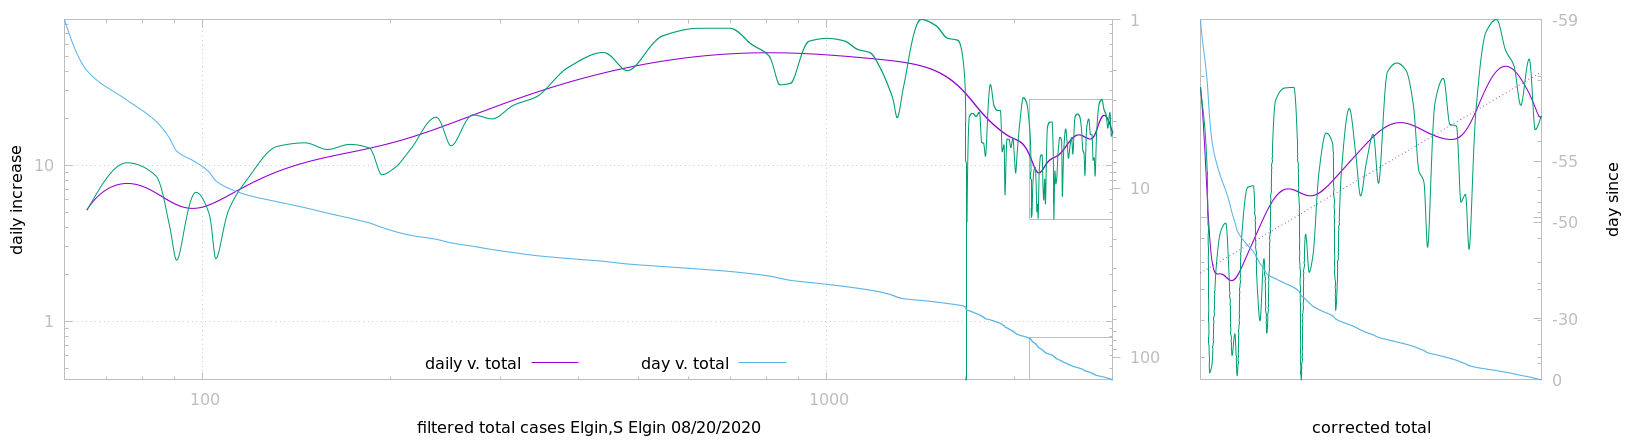 1
-59
10
-55
10
-50
1
-30
daily v. total
day v. total
100
0
100
1000
daily increase
day since
filtered total cases Elgin,S Elgin 08/20/2020
corrected total